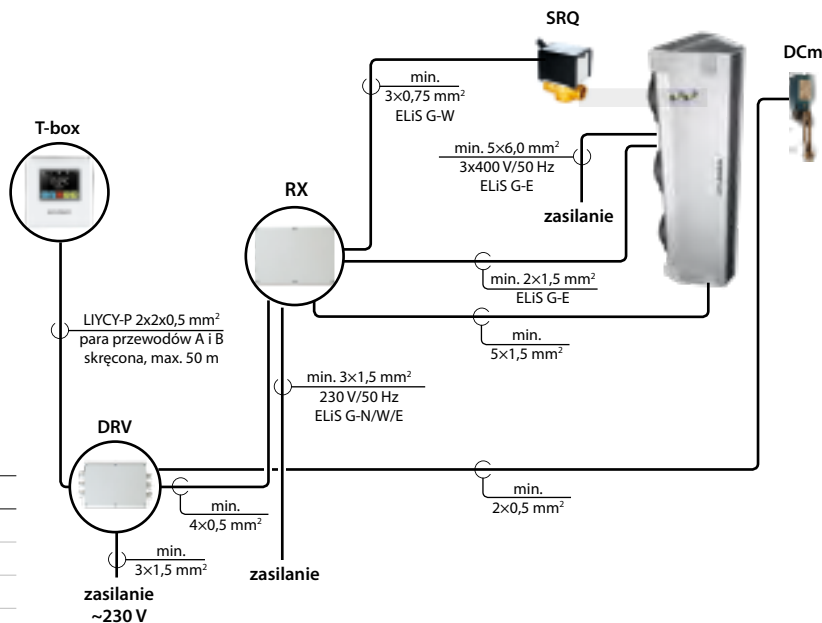 SRQ
DCm
min.
3×0,75 mm²
ELiS G-W
T-box
min. 5×6,0 mm²
3x400 V/50 Hz
ELiS G-E
RX
zasilanie
min. 2×1,5 mm²
ELiS G-E
LIYCY-P 2x2x0,5 mm²
para przewodów A i B
skręcona, max. 50 m
min.
5×1,5 mm²
min. 3×1,5 mm²
230 V/50 Hz
ELiS G-N/W/E
DRV
min.
4×0,5 mm²
min.
2×0,5 mm²
min.
3×1,5 mm²
zasilanie
zasilanie
~230 V